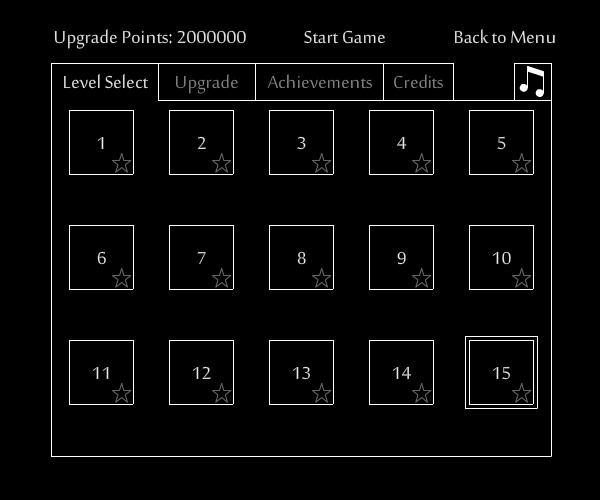 Upgrade Points: 2000000 Start Game Back to Menu
Level Select Upgrade Achievements Credits
1 2 3 4 5
6 7 8 9 10
11 12 13 14 15